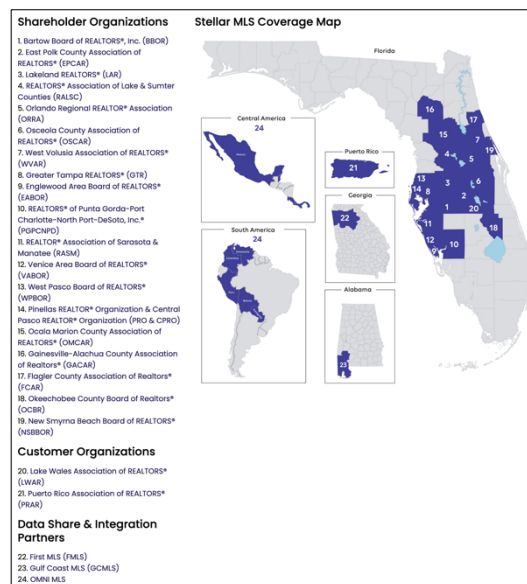 Shareholder Organizations
1. Bartow Board of REALTORS®, Inc. (BBOR)
2. East Polk County Association of
REALTORS® (EPCAR)
3. Lakeland REALTORS® (LAR)
4. REALTORS® Association of Lake & Sumter
Counties (RALSC)
5. Orlando Regional REALTOR® Association
(ORRA)
6. Osceola County Association of
REALTORS® (OSCAR)
7. West Volusia Association of REALTORS®
(WVAR)
8. Greater Tampa REALTORS® (GTR)
9. Englewood Area Board of REALTORS®
(EABOR)
10. REALTORS® of Punta Gorda-Port
Charlotte-North Port-DeSoto, Inc.®
(PGPCNPD)
11. REALTOR® Association of Sarasota &
Manatee (RASM)
12. Venice Area Board of REALTORS®
(VABOR)
13. West Pasco Board of REALTORS®
(WPBOR)
14. Pinellas REALTOR® Organization & Central
Pasco REALTOR® Organization (PRO & CPRO)
15. Ocala Marion County Association of
REALTORS® (OMCAR)
16. Gainesville-Alachua County Association
of Realtors® (GACAR)
17. Flagler County Association of Realtors®
(FCAR)
18. Okeechobee County Board of Realtors®
(OCBR)
19. New Smyrna Beach Board of REALTORS®
(NSBBOR)
Customer Organizations
20. Lake Wales Association of REALTORS®
(LWAR)
21. Puerto Rico Association of REALTORS®
(PRAR)
Data Share & Integration
Partners
22. First MLS (FMLS)
23. Gulf Coast MLS (GCMLS)
24. OMNI MLS
Stellar MLS Coverage Map
Florida
16
17
15
7
19
4
5
13
14
8
3
6
2
1
20
11
18
12
10
9
Central America
24
Puerto Rico
21
Georgia
22
South America
24
Alabama
23